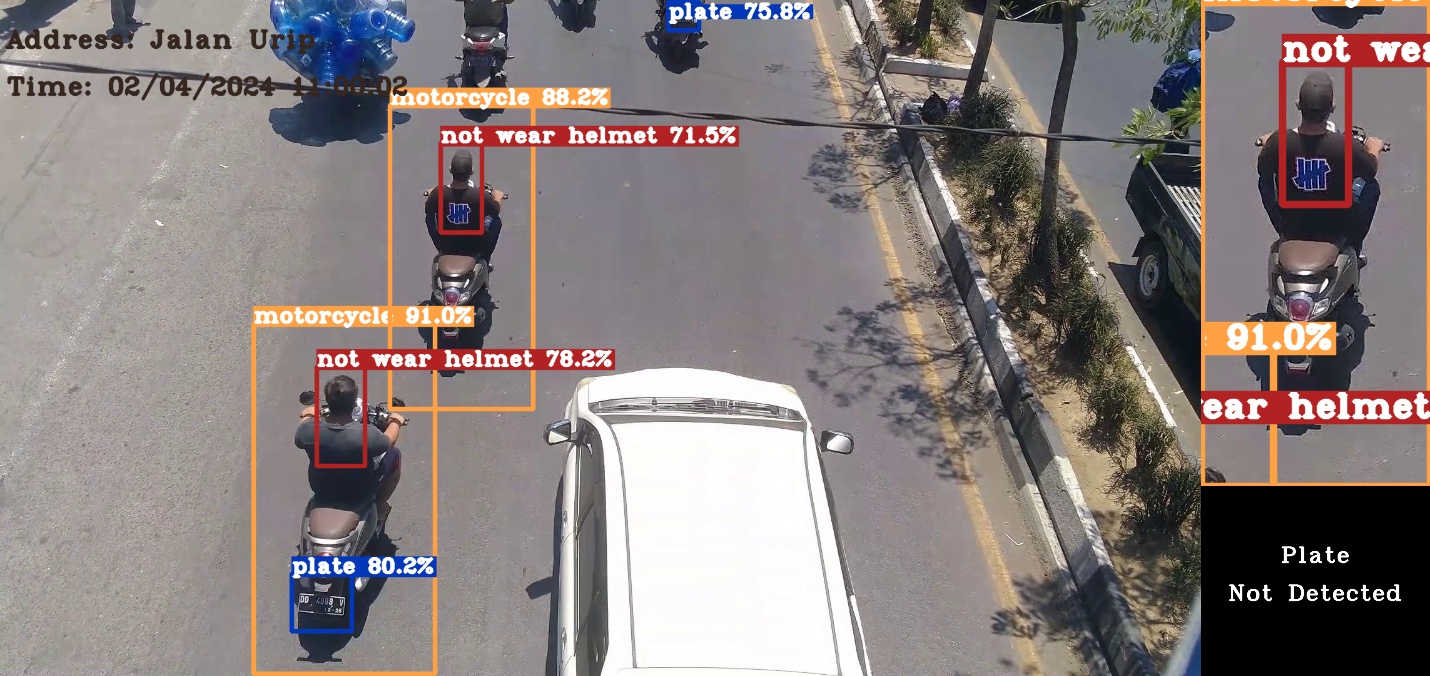 plate 75.8%
Address: Jalan Urip
Time: 02/04/2024 11:00:02
motorcycle 88.2%
not wear helmet 71.5%
motorcycle 91.0%
not wear helmet 78.2%
plate 80.2%
DD V
not wea
91.0%
ear helmet
Plate
Not Detected